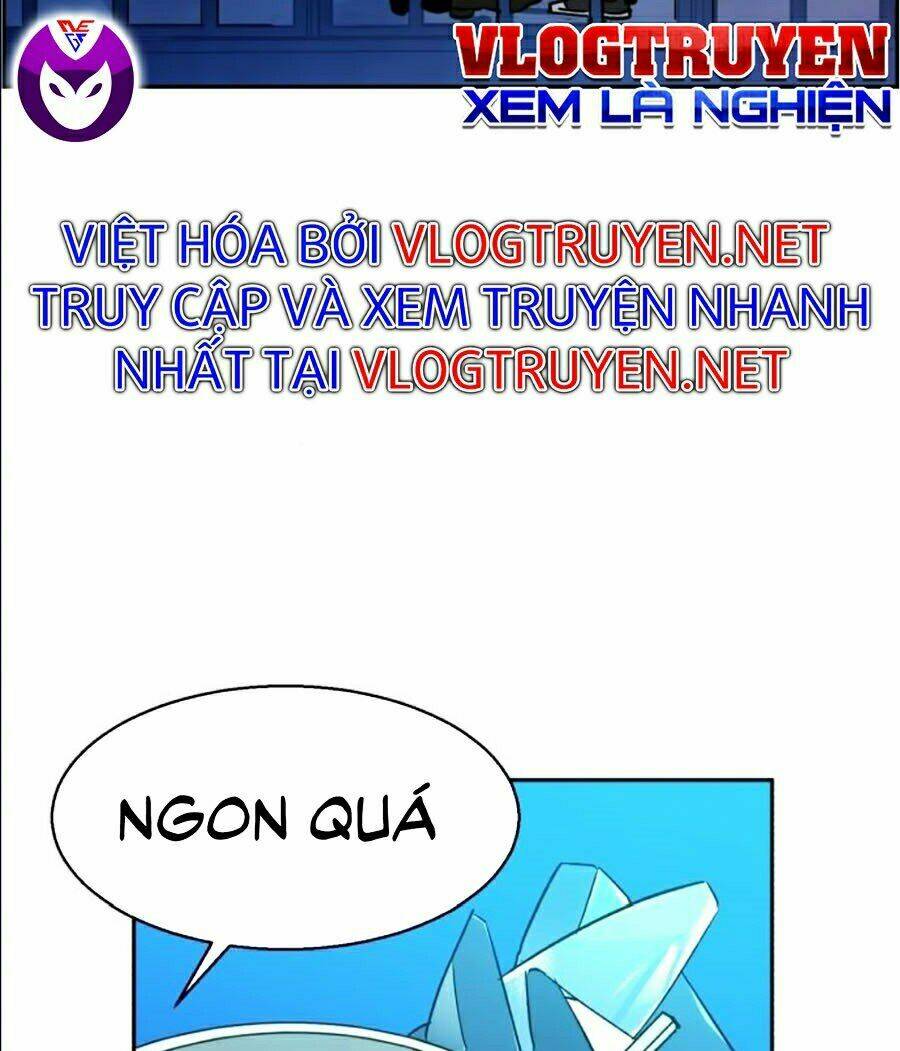 VLOGTRUYEN
XEM LÀ NGHIỆN
VIỆT HÓA BỞI VLOGTRUYEN.NET
TRUY CẬP VÀ XEM TRUYỆN NHANH
NHẤT TẠI VLOGTRUYEN.NET
NGON QUÁ